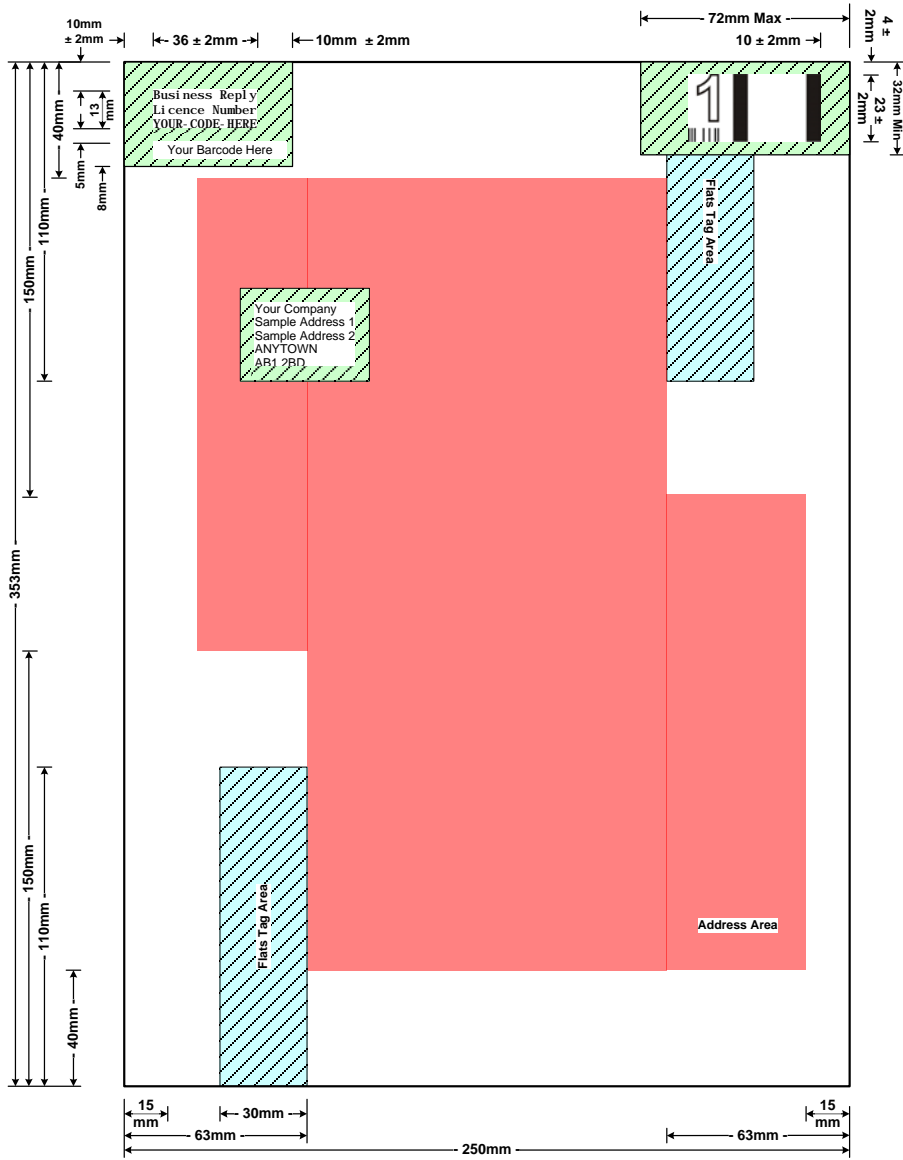 10mm
± 2mm
- 36 ± 2mm-
10mm ± 2mm
- 72mm Max -
10 ± 2mm
4 ±
2mm
- 40mm-
13
mm
5mm
8mm
Business Reply
Licence Number
YOUR-CODE-HERE
Your Barcode Here
1
23 ±
2mm
32mm Min
- 110mm-
- 150mm-
- 353mm-
Flats Tag Area
Your Company
Sample Address 1
Sample Address 2
ANYTOWN
AB1 2BD
- 150mm-
- 110mm-
- 40mm-
Flats Tag Area
Address Area
15
mm
- 30mm-
15
mm
- 63mm-
- 63mm-
- 250mm-